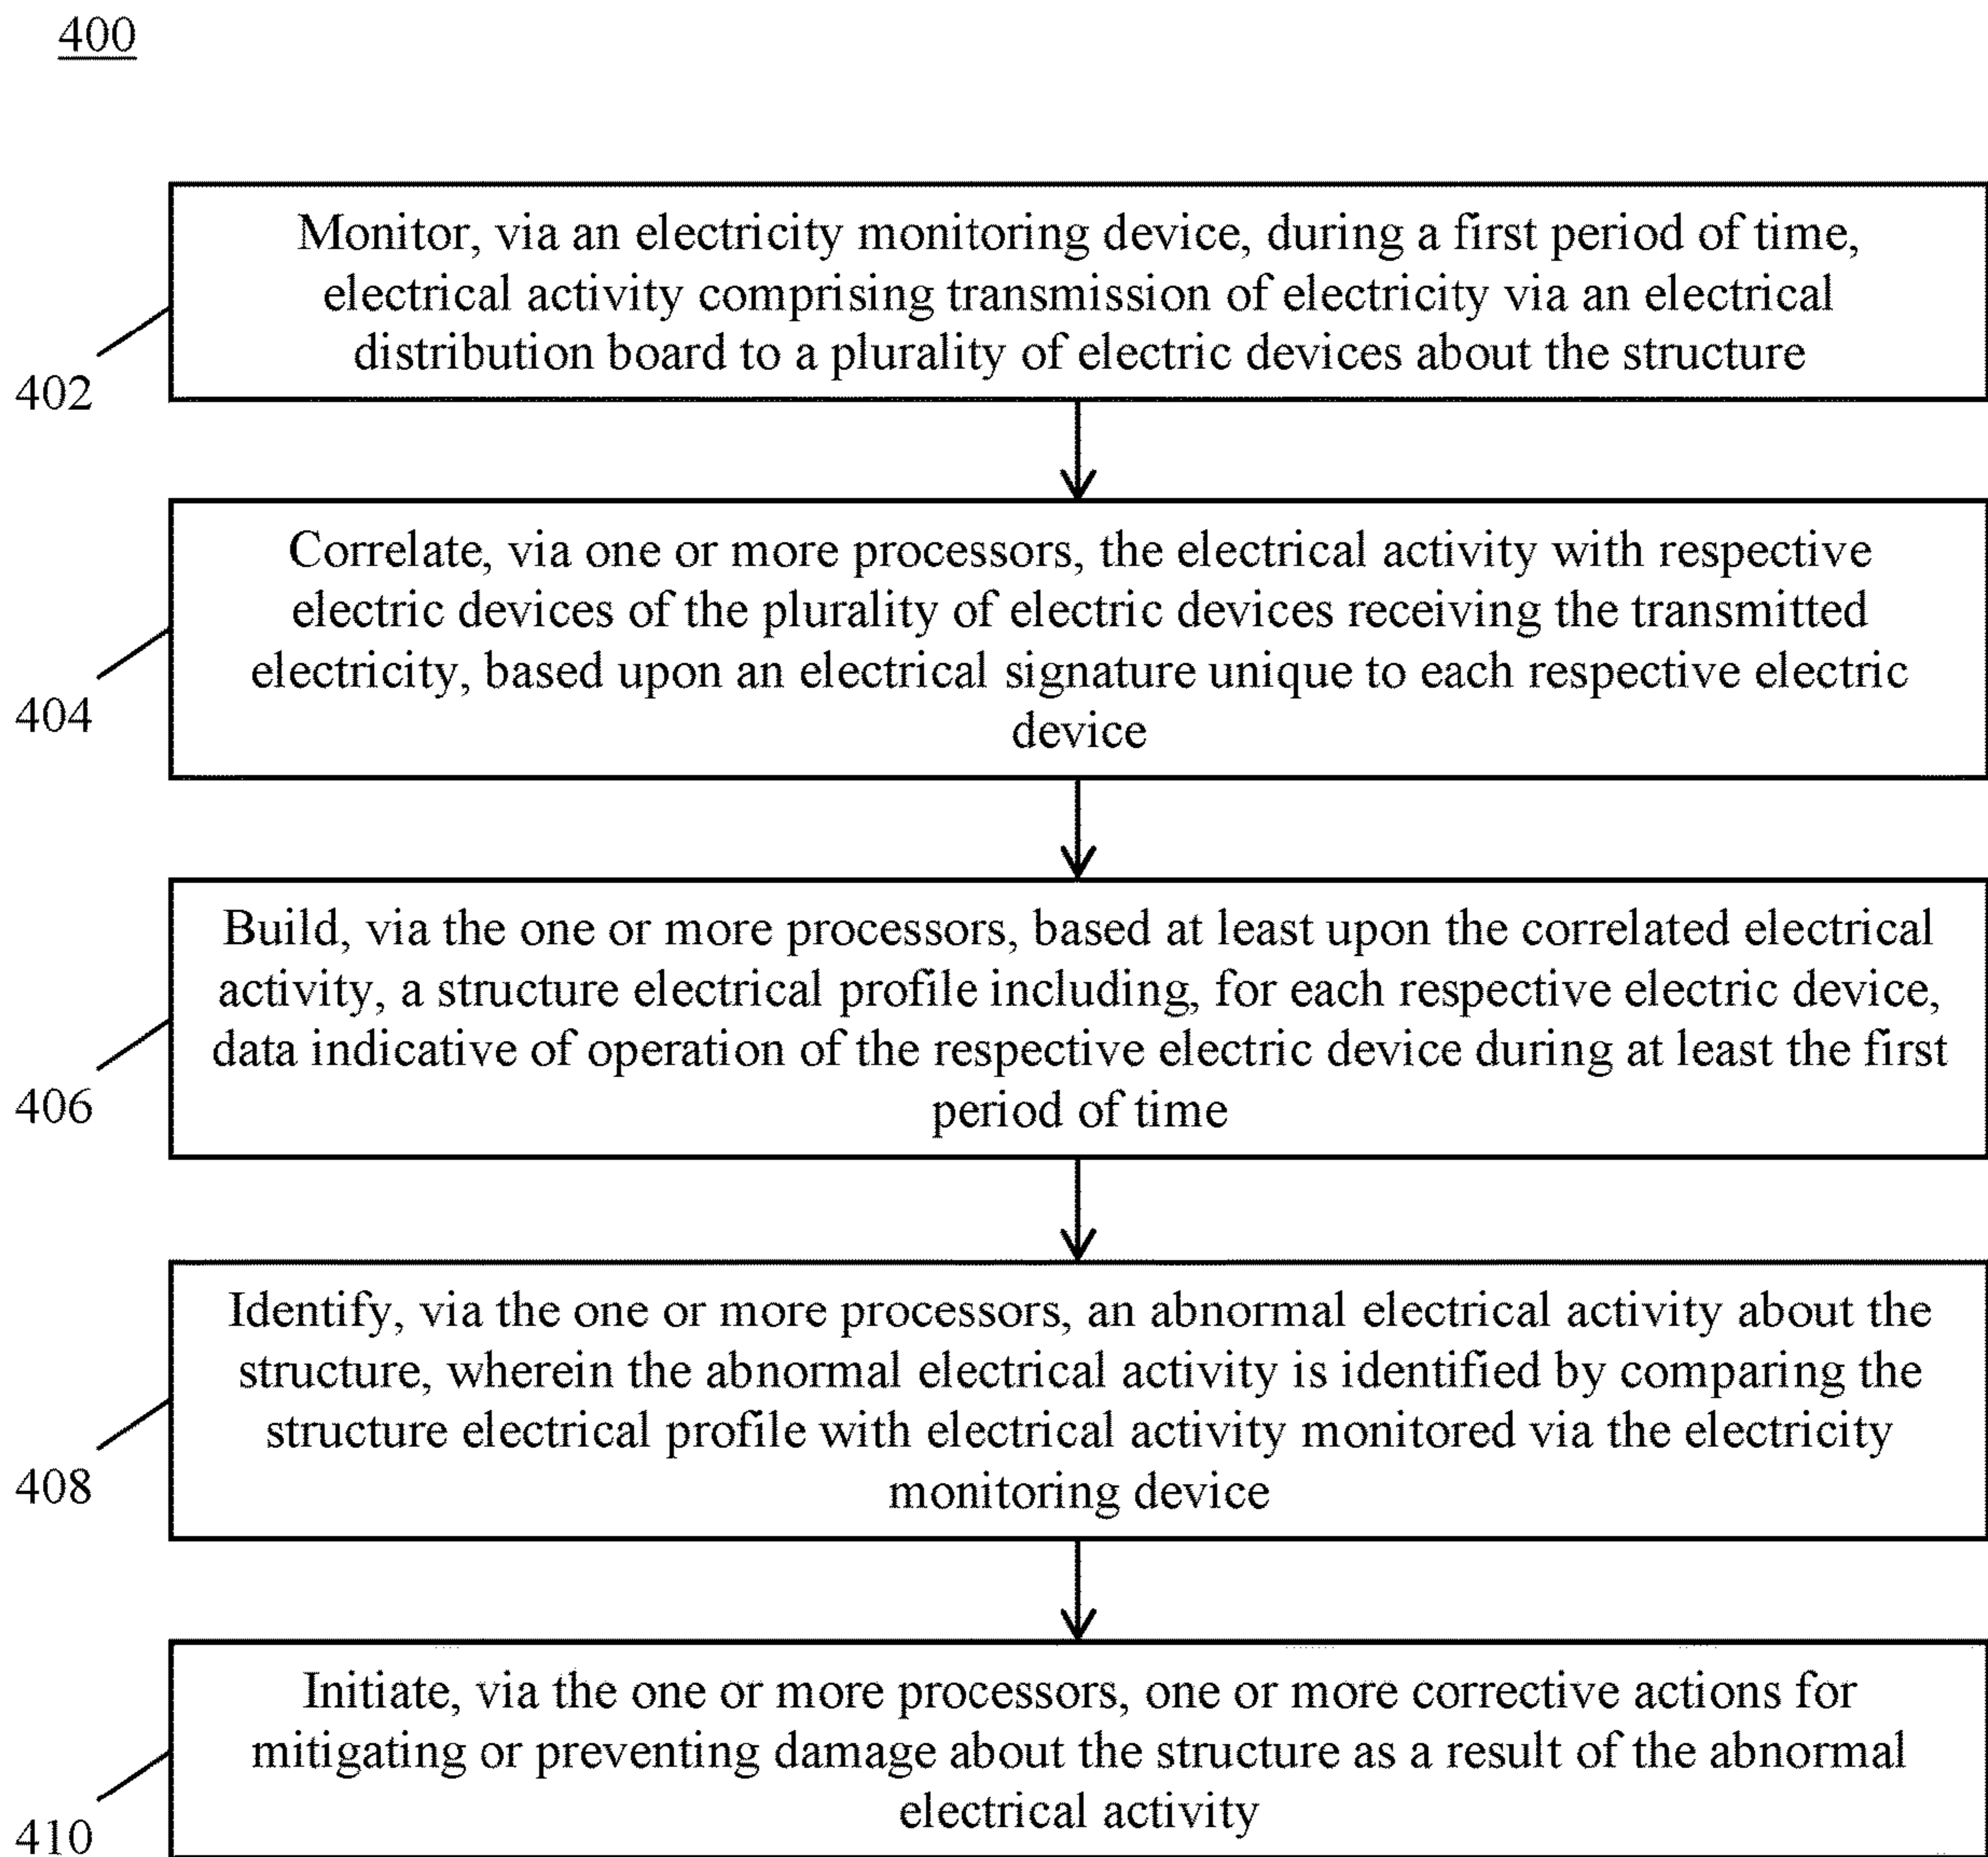 400
Monitor, via an electricity monitoring device, during a first period of time,
electrical activity comprising transmission of electricity via an electrical
distribution board to a plurality of electric devices about the structure
402
Correlate, via one or more processors, the electrical activity with respective
electric devices of the plurality of electric devices receiving the transmitted
electricity, based upon an electrical signature unique to each respective electric
device
404
Build, via the one or more processors, based at least upon the correlated electrical
activity, a structure electrical profile including, for each respective electric device,
data indicative of operation of the respective electric device during at least the first
period of time
406
Identify, via the one or more processors, an abnormal electrical activity about the
structure, wherein the abnormal electrical activity is identified by comparing the
structure electrical profile with electrical activity monitored via the electricity
monitoring device
408
Initiate, via the one or more processors, one or more corrective actions for
mitigating or preventing damage about the structure as a result of the abnormal
electrical activity
410